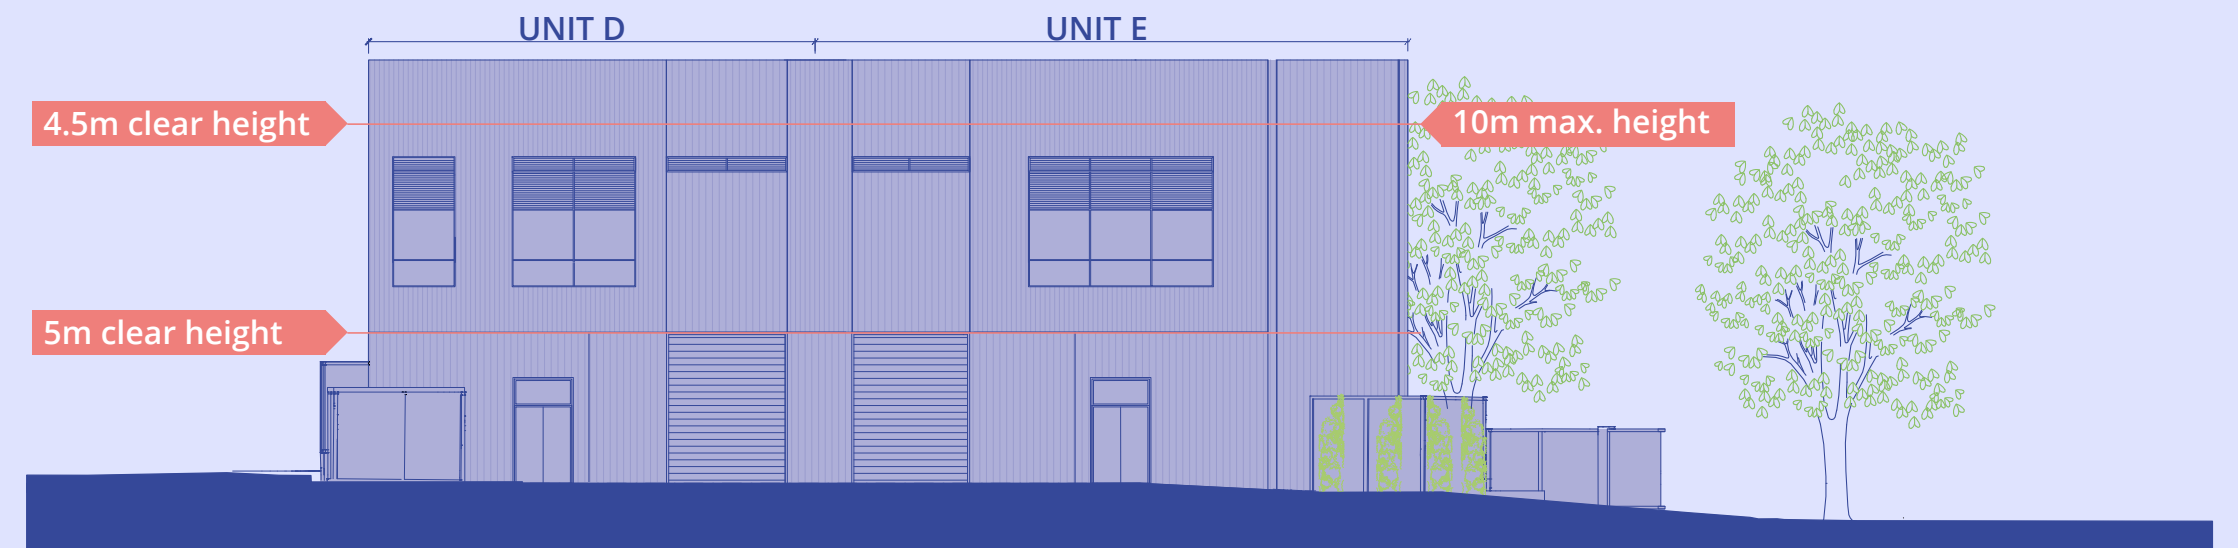 UNIT D
UNIT E
4.5m clear height
10m max. height
5m clear height